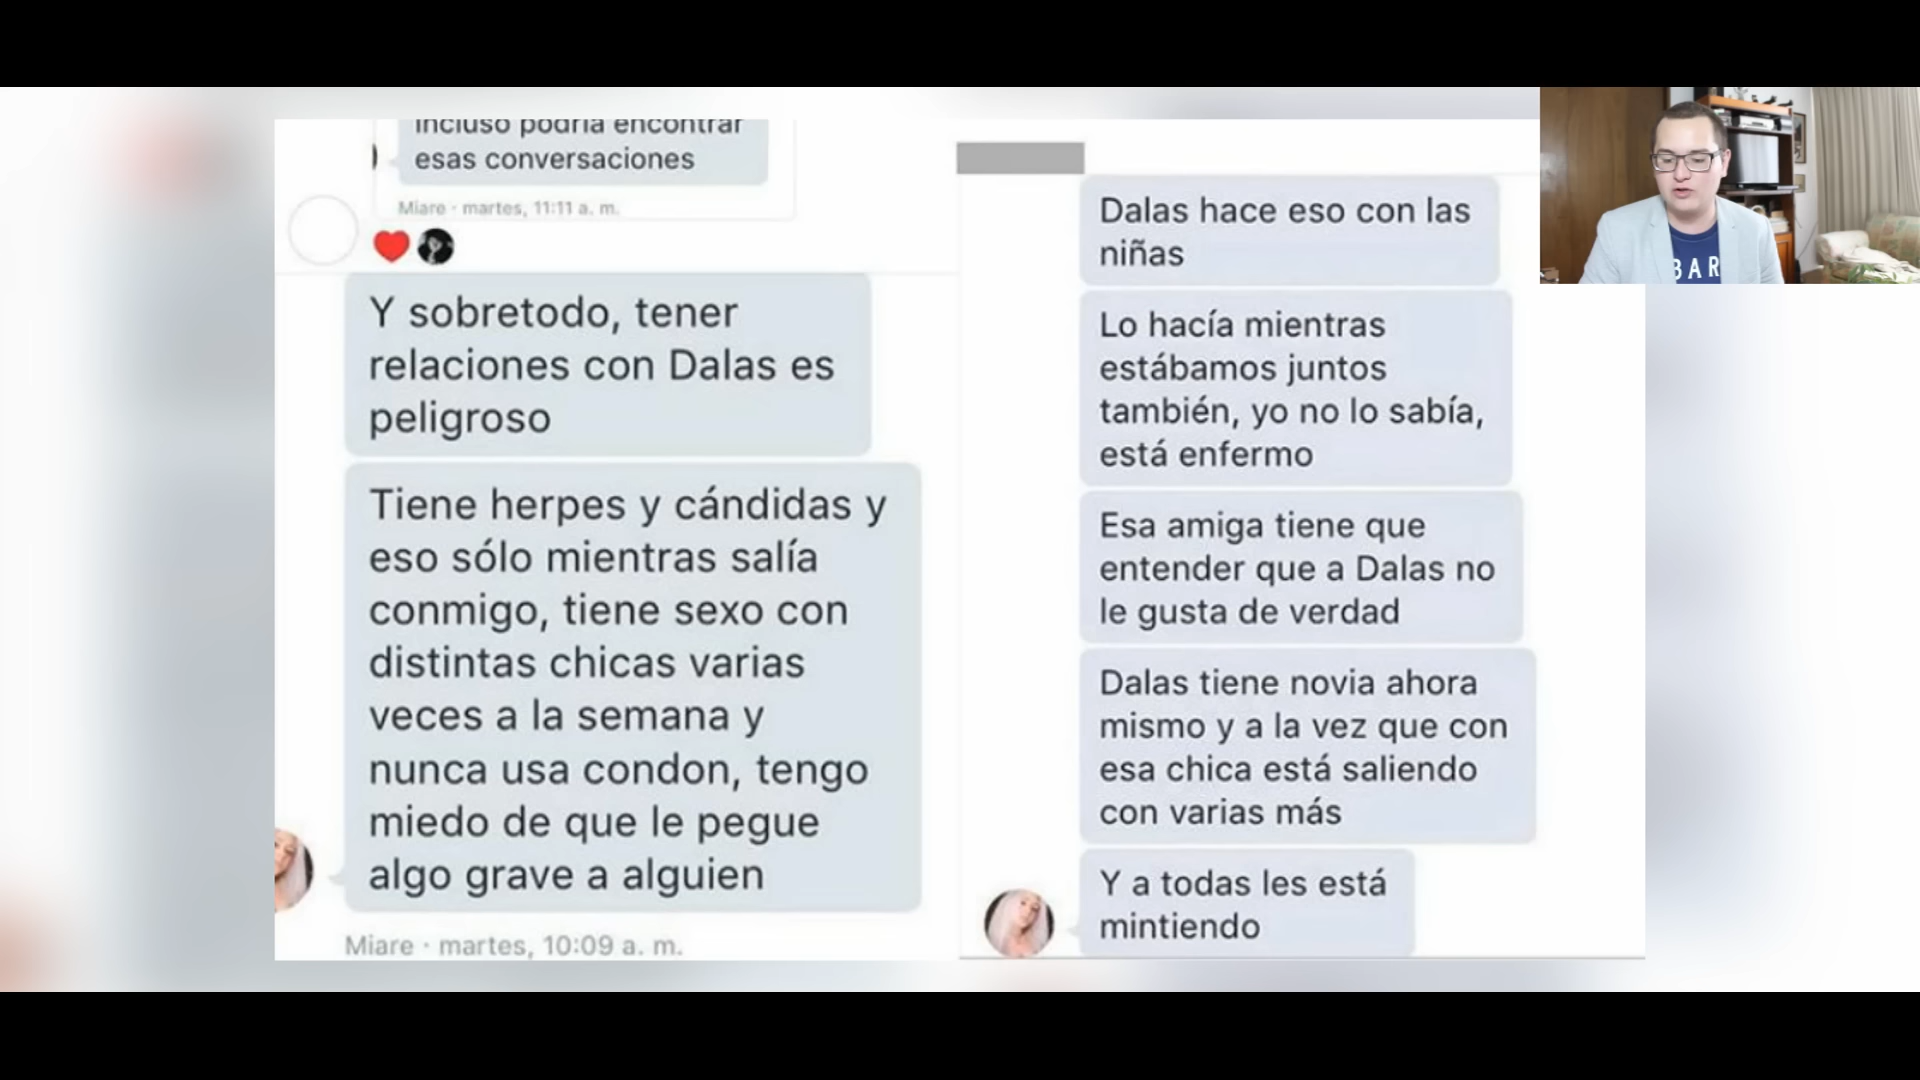 incluso podría encontrar
esas conversaciones
Miare · martes, 11:11 a. m.
Y sobretodo, tener
relaciones con Dalas es
peligroso
Tiene herpes y cándidas y
eso sólo mientras salía
conmigo, tiene sexo con
distintas chicas varias
veces a la semana y
nunca usa condon, tengo
miedo de que le pegue
algo grave a alguien
Miare · martes, 10:09 a. m.
Dalas hace eso con las
niñas
Lo hacía mientras
estábamos juntos
también, yo no lo sabía,
está enfermo
Esa amiga tiene que
entender que a Dalas no
le gusta de verdad
Dalas tiene novia ahora
mismo y a la vez que con
esa chica está saliendo
con varias más
Y a todas les está
mintiendo
BAR